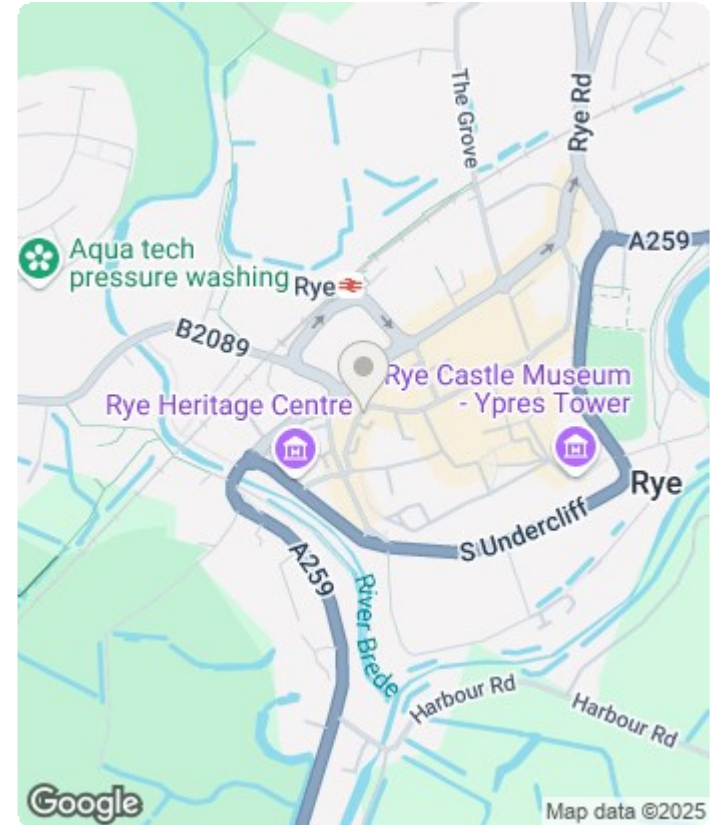 The Grove
Rye Rd
A259
Aqua tech
pressure washing
Rye
B2089
Rye Castle Museum
- Ypres Tower
Rye Heritage Centre
Rye
S Undercliff
A259
River Brede
Harbour Rd
Harbour Rd
Google
Map data ©2025